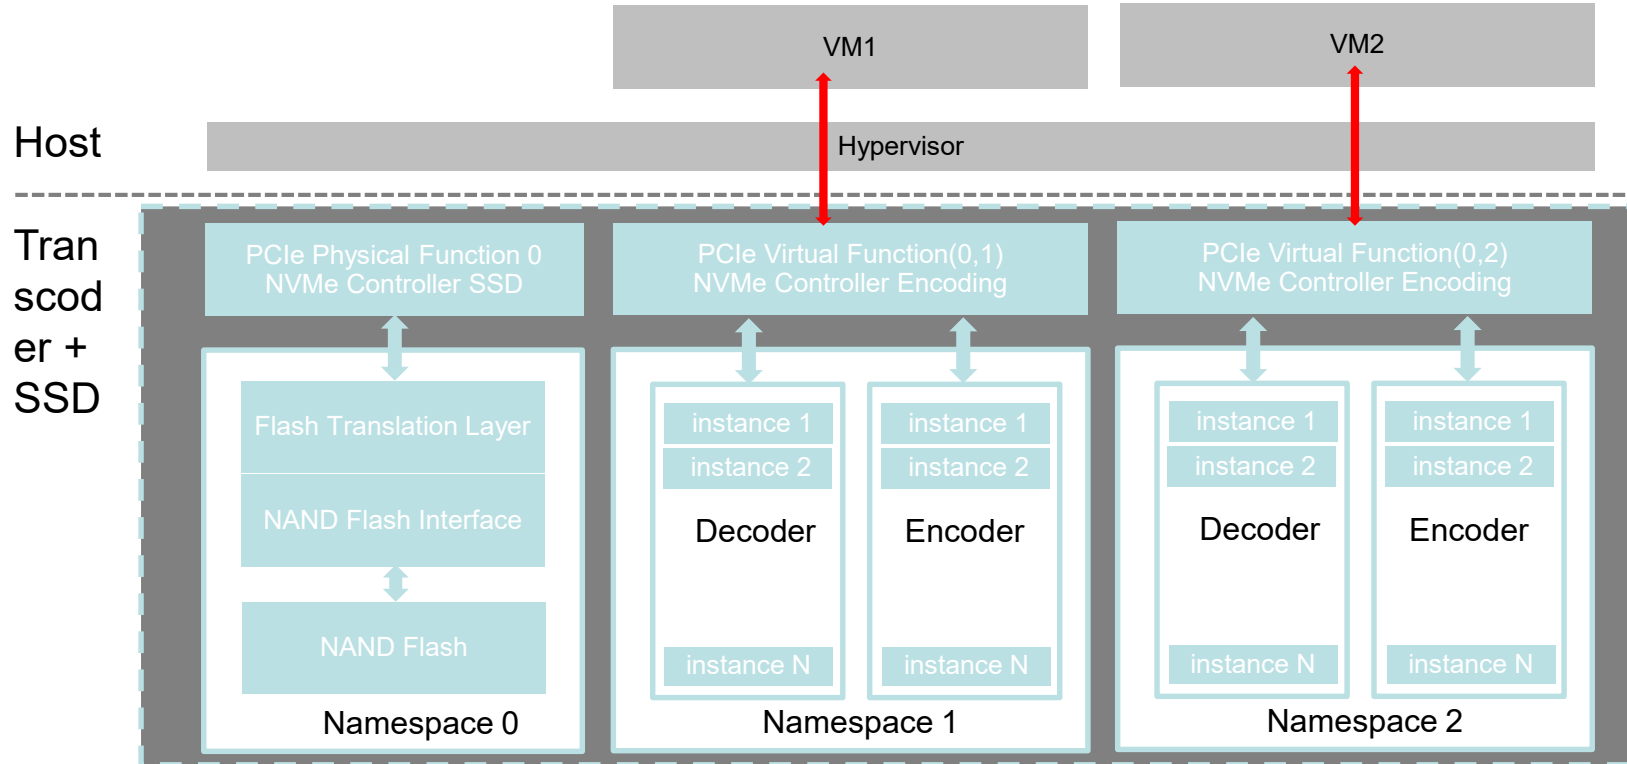 VM1
VM2
Host
Hypervisor
Tran
scod
er +
SSD
PCIe Physical Function 0
NVMe Controller SSD
PCIe Virtual Function(0,1)
NVMe Controller Encoding
PCIe Virtual Function(0,2)
NVMe Controller Encoding
Flash Translation Layer
NAND Flash Interface
NAND Flash
Namespace 0
instance 1
instance 2
Decoder
instance N
instance 1
instance 2
Encoder
instance N
Namespace 1
instance 1
instance 2
Decoder
instance N
instance 1
instance 2
Encoder
instance N
Namespace 2